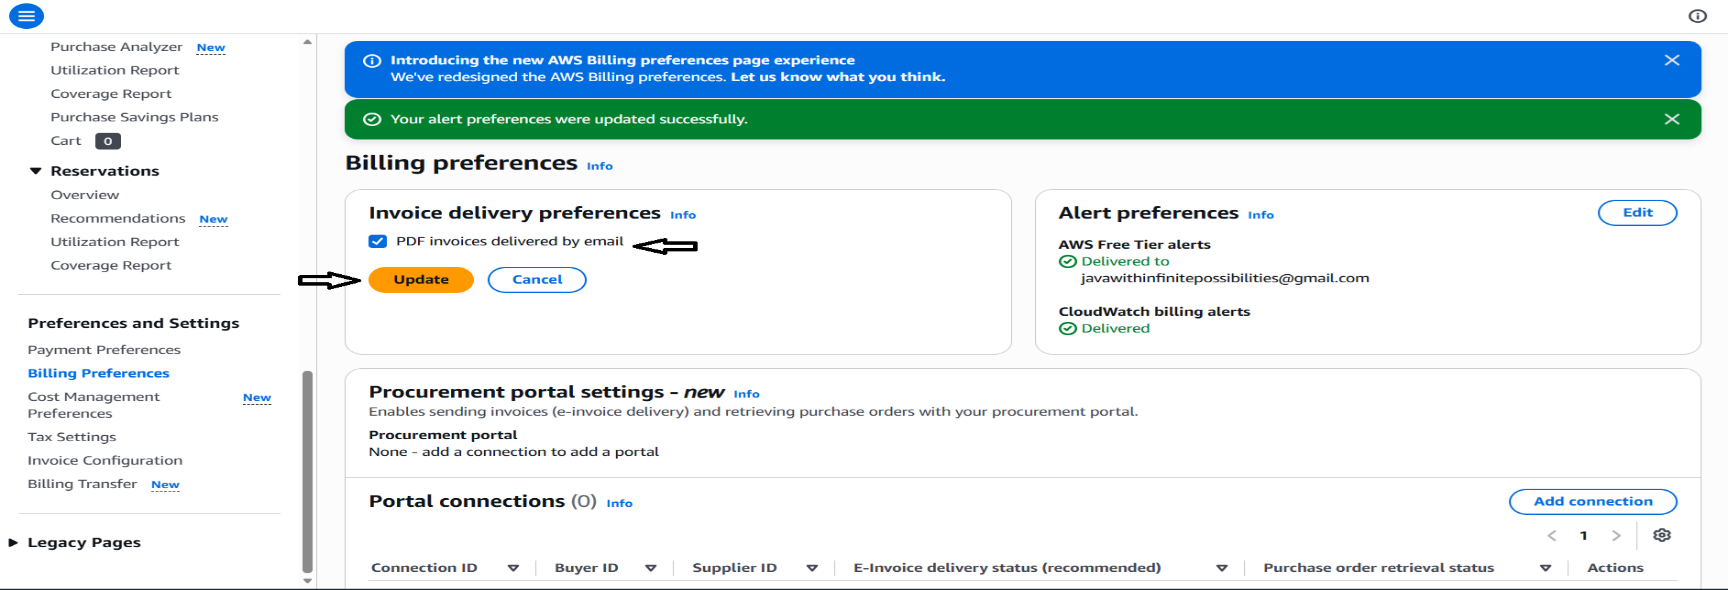 Purchase Analyzer New
Utilization Report
Coverage Report
Purchase Savings Plans
Cart 0
Reservations
Overview
Recommendations New
Utilization Report
Coverage Report
Preferences and Settings
Payment Preferences
Billing Preferences
Cost Management New
Preferences
Tax Settings
Invoice Configuration
Billing Transfer New
Legacy Pages
Introducing the new AWS Billing preferences page experience
We've redesigned the AWS Billing preferences. Let us know what you think.
Your alert preferences were updated successfully.
Billing preferences Info
Invoice delivery preferences Info
PDF invoices delivered by email
Update Cancel
Alert preferences Info Edit
AWS Free Tier alerts
Delivered to
javawithinfinitepossibilities@gmail.com
CloudWatch billing alerts
Delivered
Procurement portal settings - new Info
Enables sending invoices (e-invoice delivery) and retrieving purchase orders with your procurement portal.
Procurement portal
None - add a connection to add a portal
Portal connections (0) Info Add connection
1
Connection ID Buyer ID Supplier ID E-Invoice delivery status (recommended) Purchase order retrieval status Actions